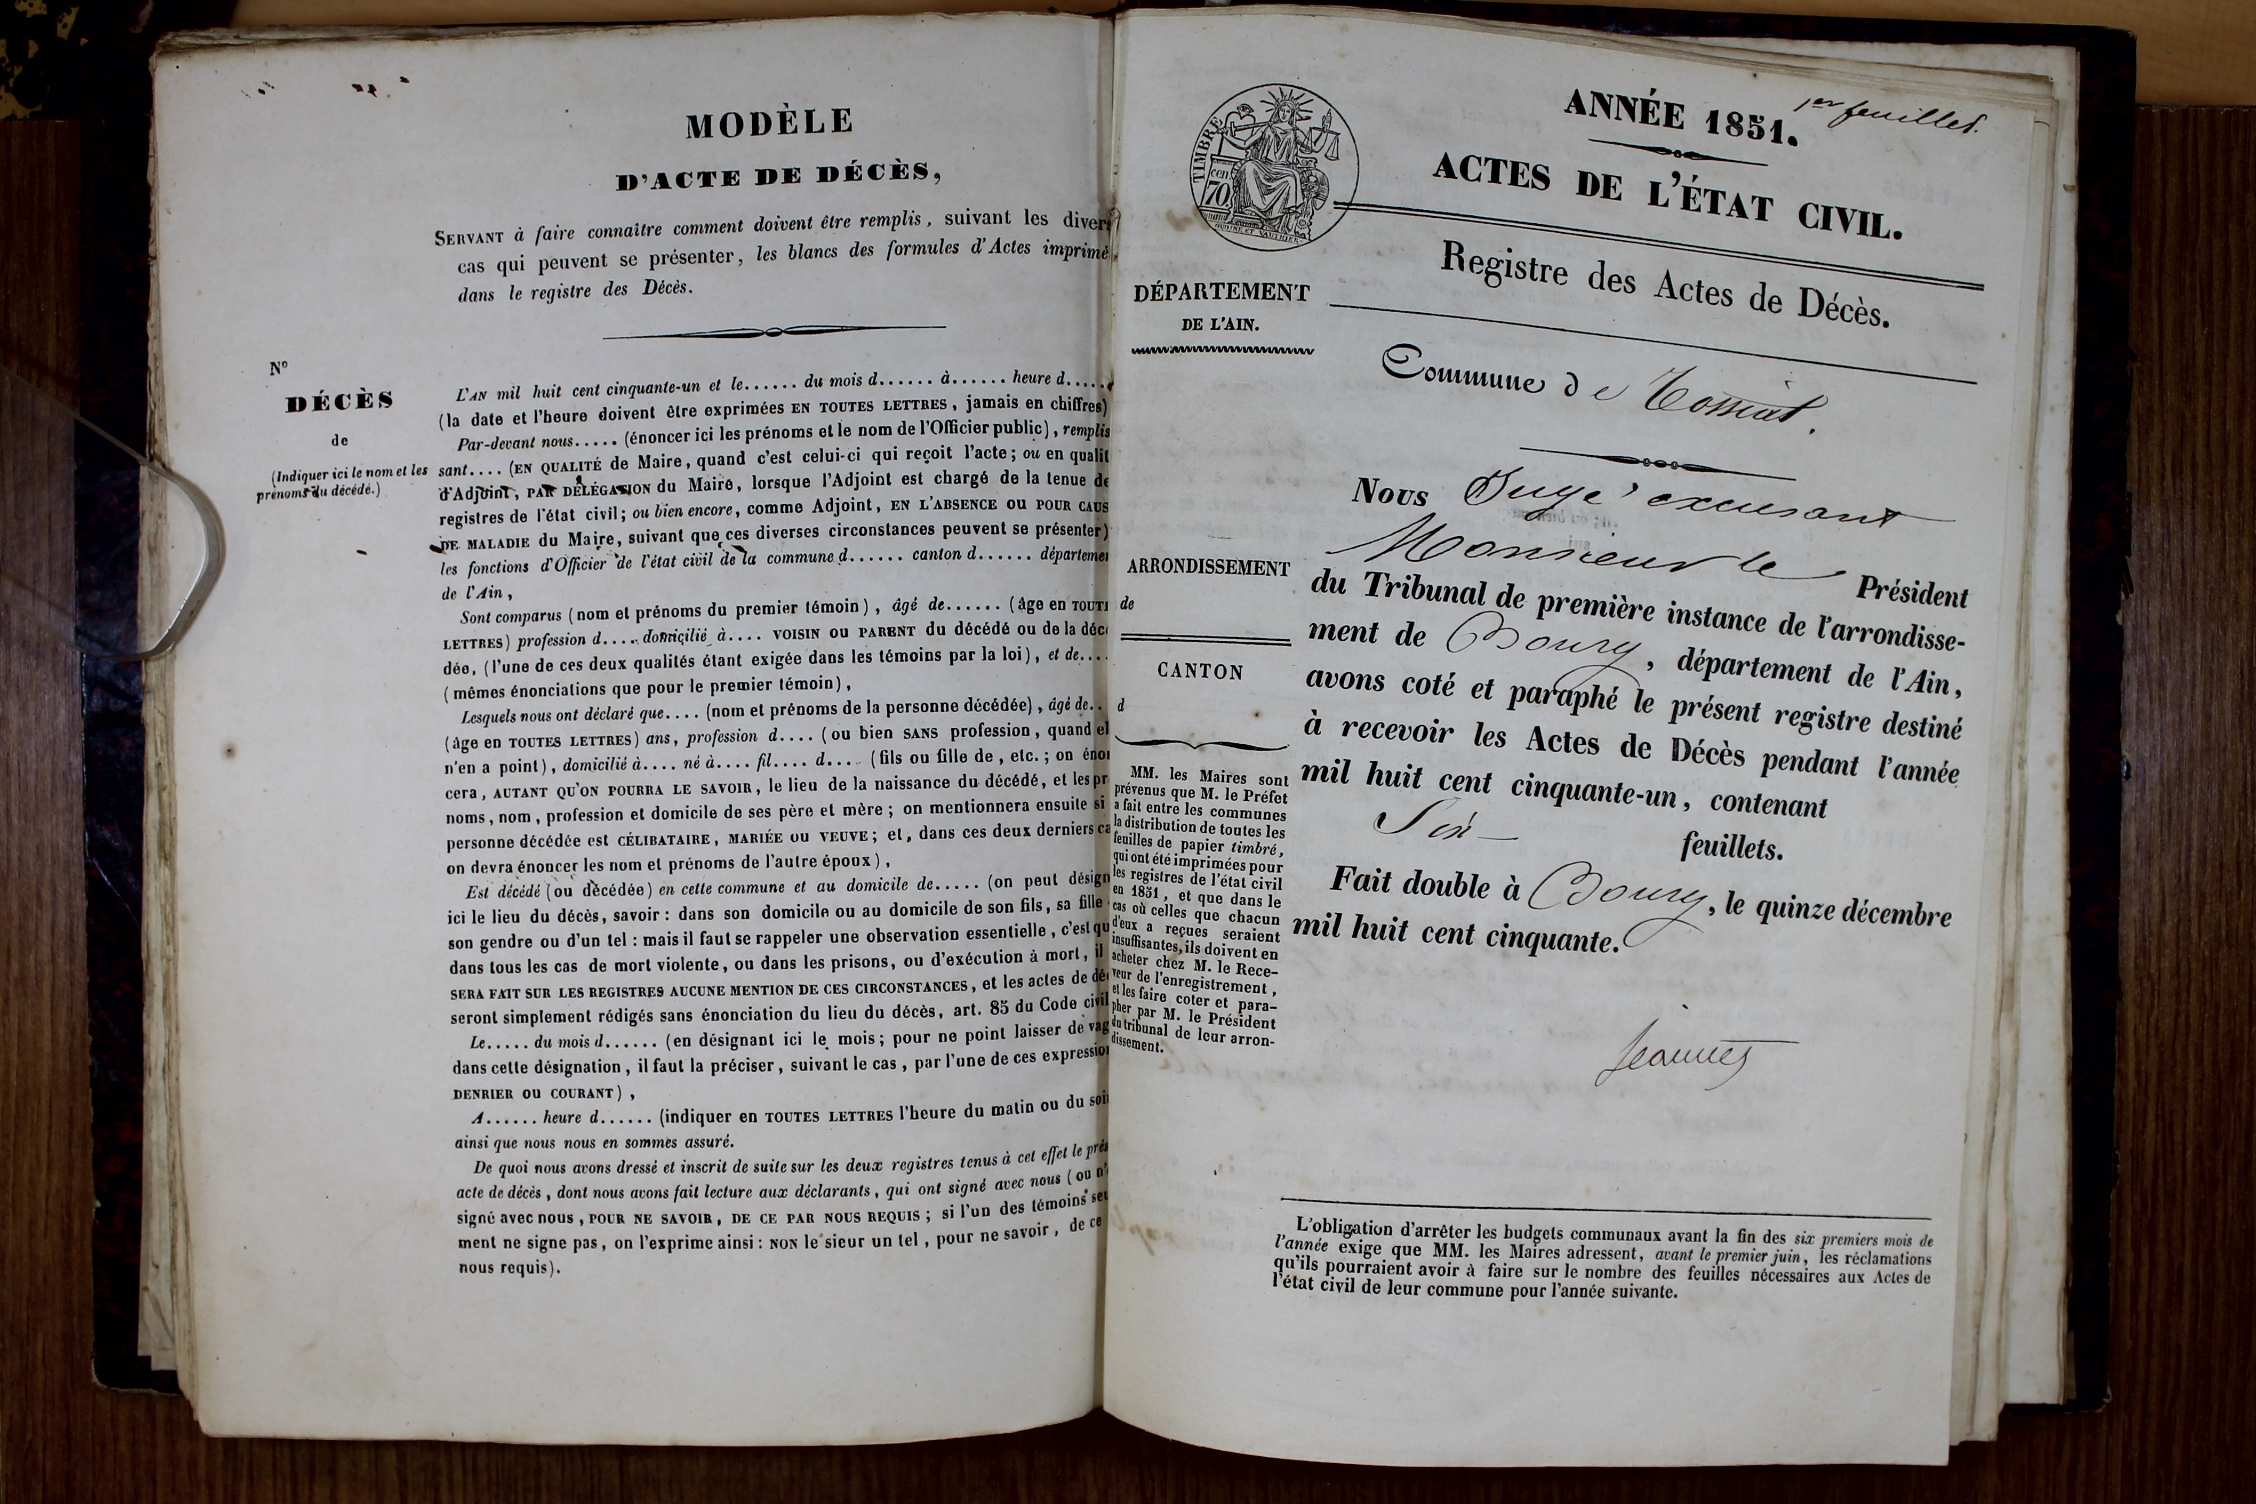 MODÈLE
D'ACTE DE DÉCÈS,
SERVANT à faire connaître comment doivent être remplis, suivant les divers
cas qui peuvent se présenter, les blancs des formules d'Actes imprimé
dans le registre des Décès.
N°
DÉCÈS
de
(Indiquer ici le nom et les
prénoms du décédé.)
L'AN mil huit cent cinquante-un et le...... du mois d...... à...... heure d.....
(la date et l'heure doivent être exprimées EN TOUTES LETTRES, jamais en chiffres)
Par-devant nous..... (énoncer ici les prénoms et le nom de l'Officier public), remplis
sant.... (EN QUALITÉ de Maire, quand c'est celui-ci qui reçoit l'acte; ou en qualit
d'Adjoint, PAR DÉLÉGATION du Maire, lorsque l'Adjoint est chargé de la tenue de
registres de l'état civil; ou bien encore, comme Adjoint, EN L'ABSENCE OU POUR CAUS
DE MALADIE du Maire, suivant que ces diverses circonstances peuvent se présenter)
les fonctions d'Officier de l'état civil de la commune d...... canton d...... départemen
de l'Ain,
Sont comparus (nom et prénoms du premier témoin), âgé de...... (âge en TOUTE
LETTRES) profession d.... domicilié à.... VOISIN OU PARENT du décédé ou de la décé
dée, (l'une de ces deux qualités étant exigée dans les témoins par la loi), et de....
(mêmes énonciations que pour le premier témoin),
Lesquels nous ont déclaré que.... (nom et prénoms de la personne décédée), âgé de..
(âge en TOUTES LETTRES) ans, profession d.... (ou bien SANS profession, quand el
n'en a point), domicilié à.... né à.... fil.... d.... (fils ou fille de, etc.; on énon
cera, AUTANT QU'ON POURRA LE SAVOIR, le lieu de la naissance du décédé, et les pr
noms, nom, profession et domicile de ses père et mère; on mentionnera ensuite si
personne décédée est CÉLIBATAIRE, MARIÉE OU VEUVE; et, dans ces deux derniers ca
on devra énoncer les nom et prénoms de l'autre époux),
Est décédé (ou décédée) en cette commune et au domicile de..... (on peut désign
ici le lieu du décès, savoir: dans son domicile ou au domicile de son fils, sa fille
son gendre ou d'un tel: mais il faut se rappeler une observation essentielle, c'est qu
dans tous les cas de mort violente, ou dans les prisons, ou d'exécution à mort, il
SERA FAIT SUR LES REGISTRES AUCUNE MENTION DE CES CIRCONSTANCES, et les actes de dé
seront simplement rédigés sans énonciation du lieu du décès, art. 85 du Code civil
Le..... du mois d...... (en désignant ici le mois; pour ne point laisser de vag
dans cette désignation, il faut la préciser, suivant le cas, par l'une de ces expression
DENRIER OU COURANT),
A...... heure d...... (indiquer en TOUTES LETTRES l'heure du matin ou du soir
ainsi que nous nous en sommes assuré.
De quoi nous avons dressé et inscrit de suite sur les deux registres tenus à cet effet le prés
acte de décès, dont nous avons fait lecture aux déclarants, qui ont signé avec nous (ou n'
signé avec nous, POUR NE SAVOIR, DE CE PAR NOUS REQUIS; si l'un des témoins seu
ment ne signe pas, on l'exprime ainsi: NON le sieur un tel, pour ne savoir, de ce
nous requis).
1er feuillet.
ANNÉE 1851.
TIMBRE
70 cen
ACTES DE L'ÉTAT CIVIL.
Registre des Actes de Décès.
DÉPARTEMENT
DE L'AIN.
Commune de Tossiat.
ARRONDISSEMENT
de
CANTON
d
MM. les Maires sont
prévenus que M. le Préfet
a fait entre les communes
la distribution de toutes les
feuilles de papier timbré,
qui ont été imprimées pour
les registres de l'état civil
en 1851, et que dans le
cas où celles que chacun
d'eux a reçues seraient
insuffisantes, ils doivent en
acheter chez M. le Rece-
veur de l'enregistrement,
et les faire coter et para-
pher par M. le Président
du tribunal de leur arron-
dissement.
Nous Juge excusant
Monsieur le Président
du Tribunal de première instance de l'arrondisse-
ment de Bourg, département de l'Ain,
avons coté et paraphé le présent registre destiné
à recevoir les Actes de Décès pendant l'année
mil huit cent cinquante-un, contenant
Six feuillets.
Fait double à Bourg, le quinze décembre
mil huit cent cinquante.
L'obligation d'arrêter les budgets communaux avant la fin des six premiers mois de
l'année exige que MM. les Maires adressent, avant le premier juin, les réclamations
qu'ils pourraient avoir à faire sur le nombre des feuilles nécessaires aux Actes de
l'état civil de leur commune pour l'année suivante.